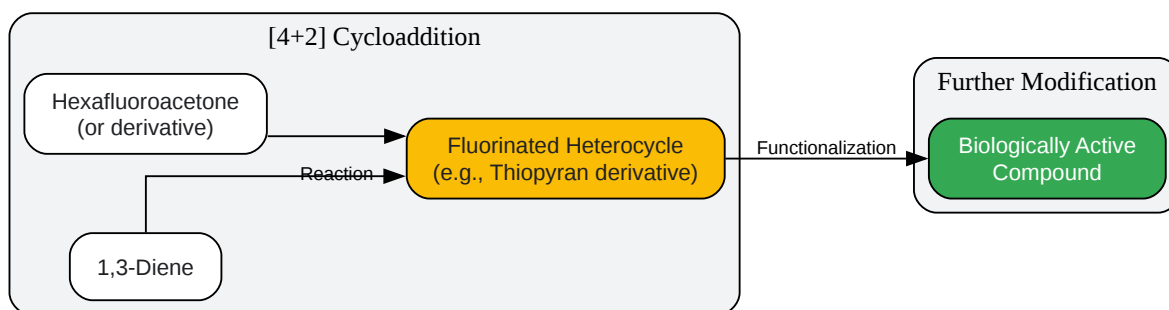 [4+2] Cycloaddition
Hexafluoroacetone
(or derivative)
Reaction
1,3-Diene
Fluorinated Heterocycle
(e.g., Thiopyran derivative)
Functionalization
Further Modification
Biologically Active
Compound